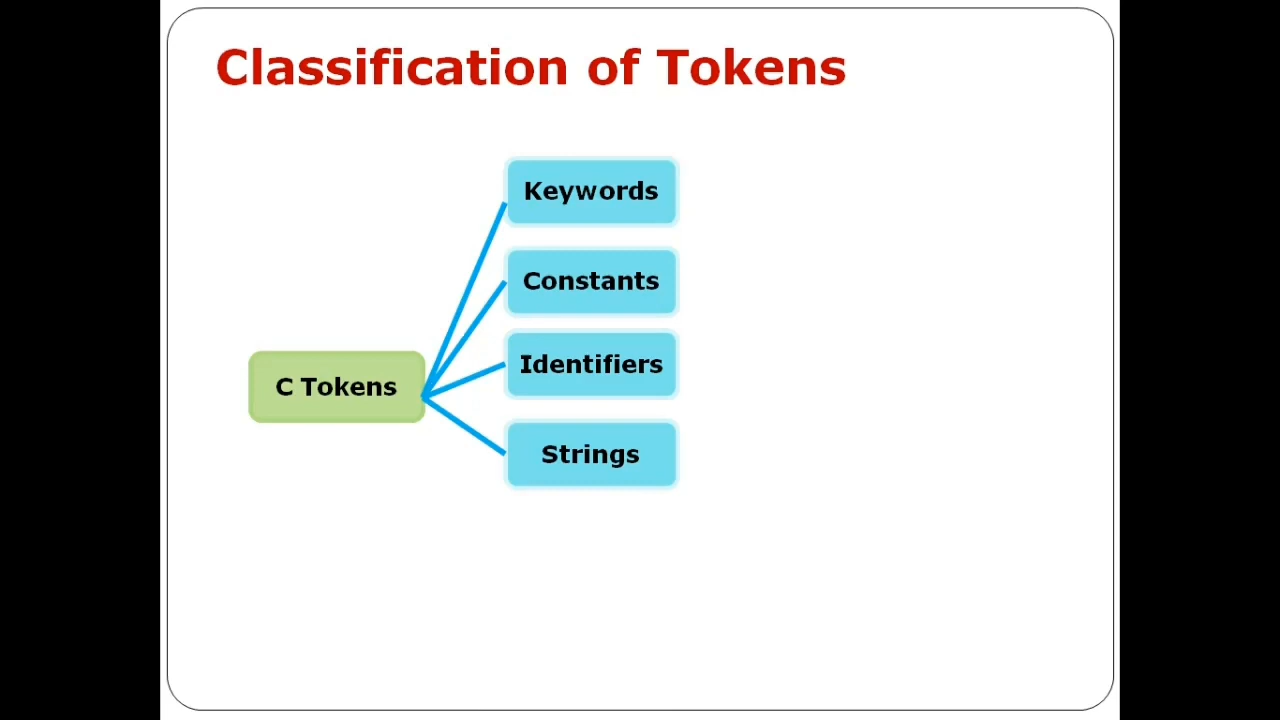 Classification of Tokens
Keywords
Constants
Identifiers
C Tokens
Strings